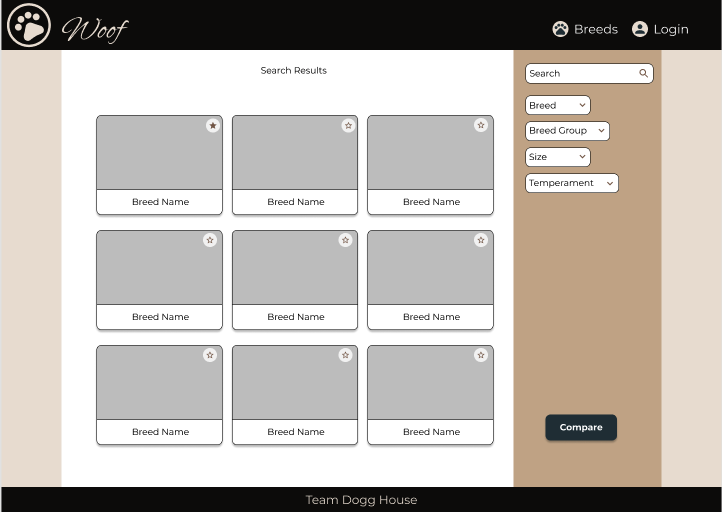 Woof
Breeds
Login
Search Results
Breed Name
Breed Name
Breed Name
Breed Name
Breed Name
Breed Name
Breed Name
Breed Name
Breed Name
Search
Breed
Breed Group
Size
Temperament
Compare
Team Dogg House